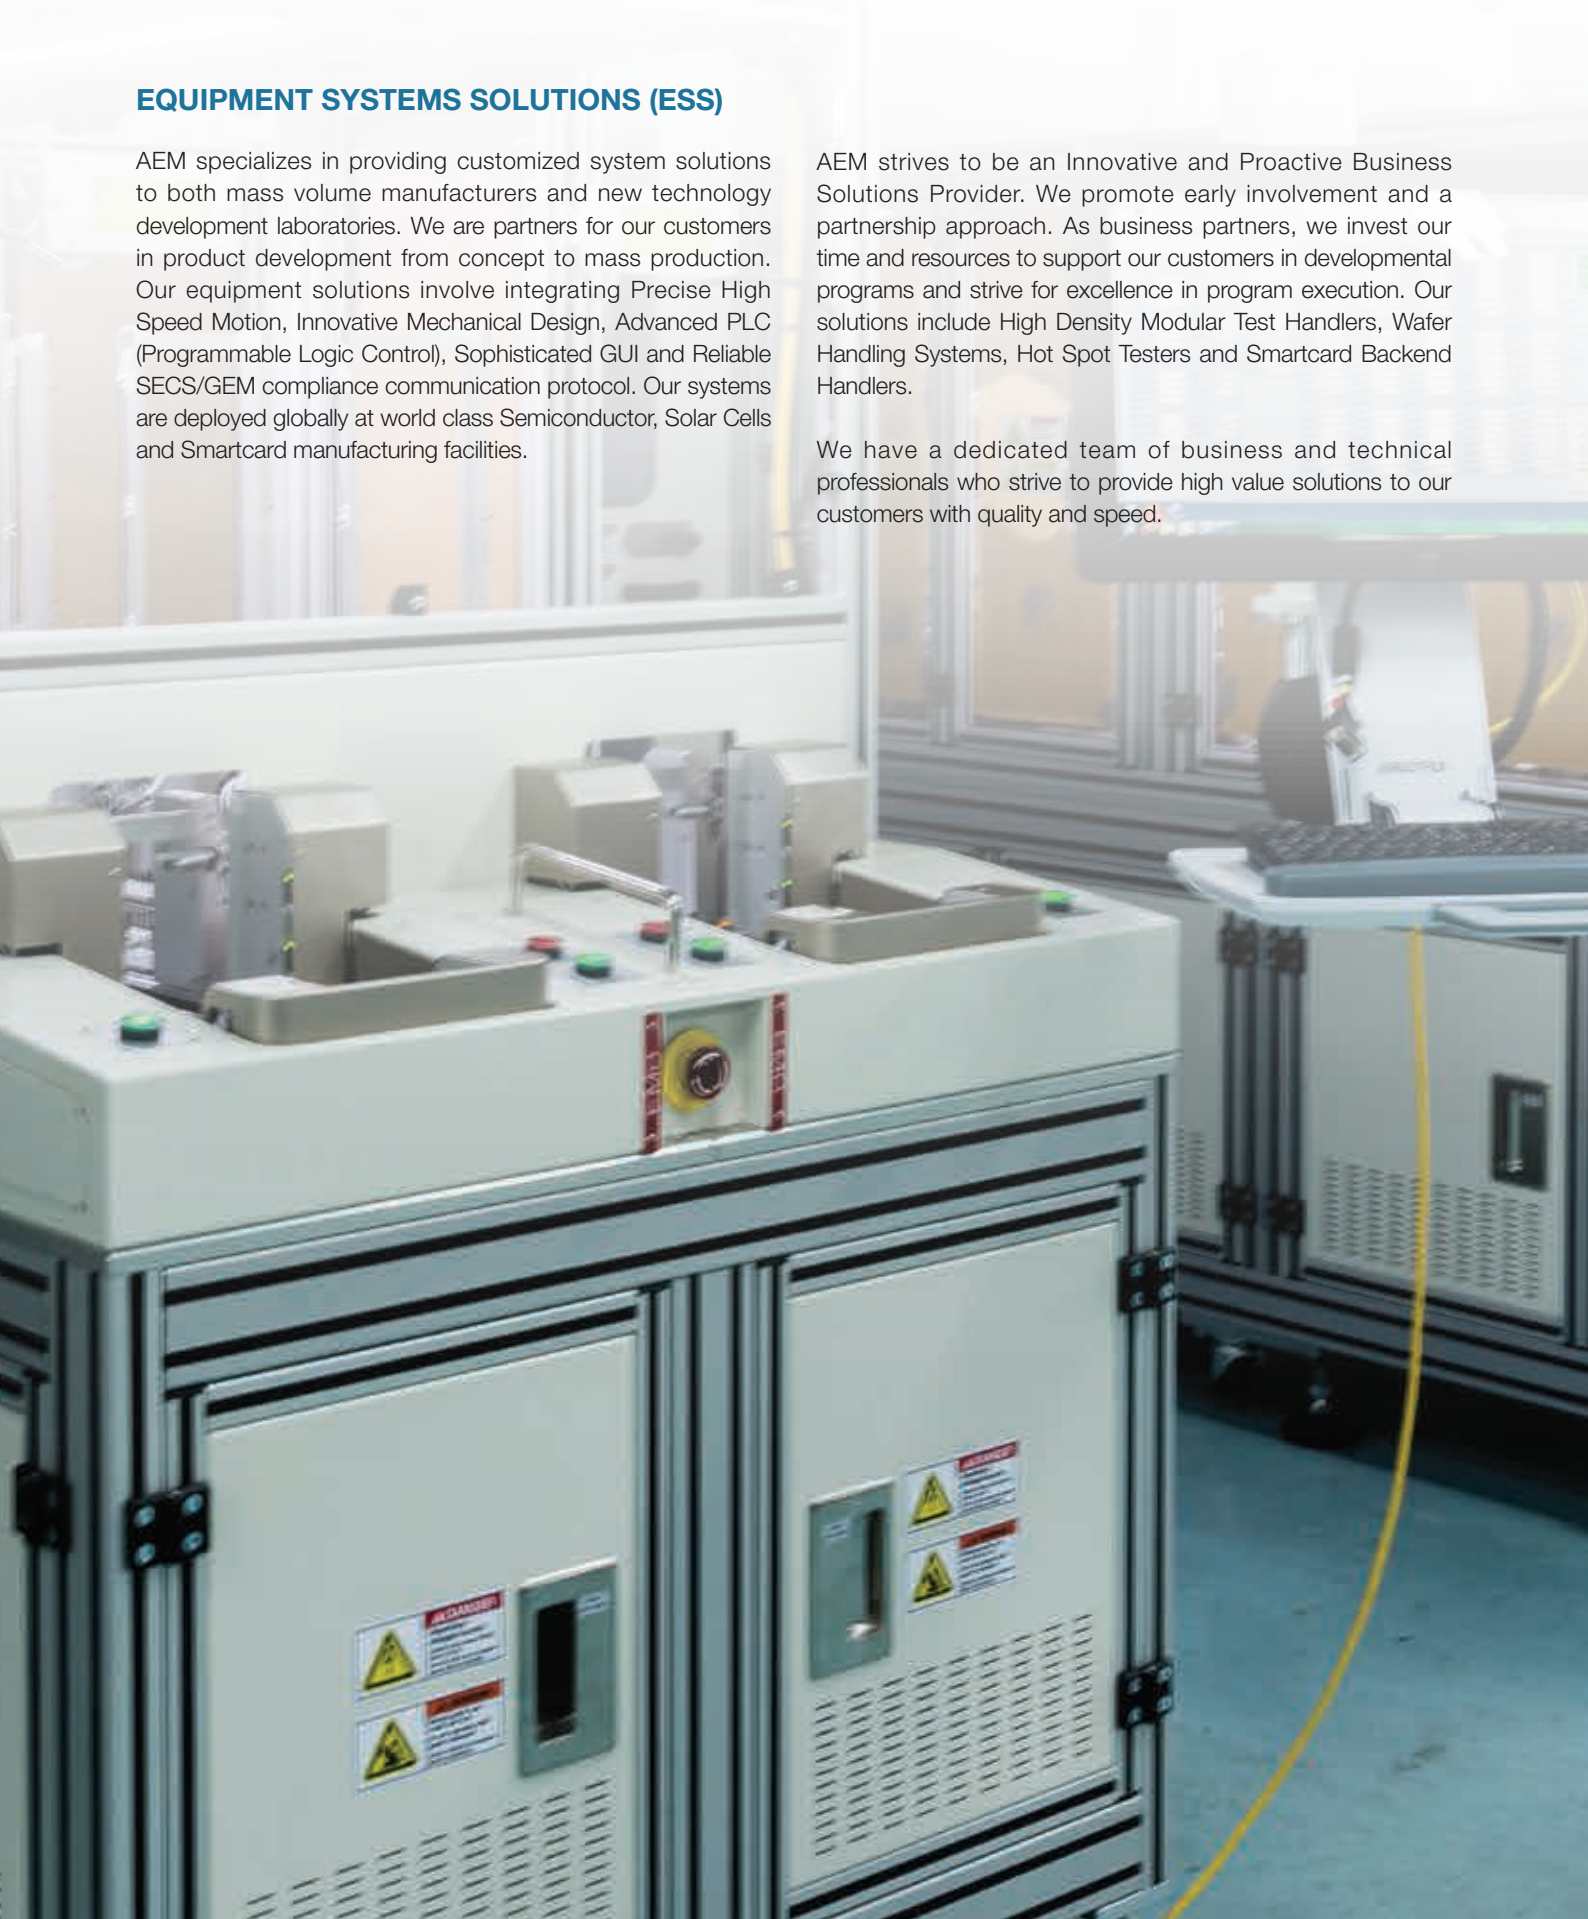 EQUIPMENT SYSTEMS SOLUTIONS (ESS)
AEM specializes in providing customized system solutions
to both mass volume manufacturers and new technology
development laboratories. We are partners for our customers
in product development from concept to mass production.
Our equipment solutions involve integrating Precise High
Speed Motion, Innovative Mechanical Design, Advanced PLC
(Programmable Logic Control), Sophisticated GUI and Reliable
SECS/GEM compliance communication protocol. Our systems
are deployed globally at world class Semiconductor, Solar Cells
and Smartcard manufacturing facilities.
AEM strives to be an Innovative and Proactive Business
Solutions Provider. We promote early involvement and a
partnership approach. As business partners, we invest our
time and resources to support our customers in developmental
programs and strive for excellence in program execution. Our
solutions include High Density Modular Test Handlers, Wafer
Handling Systems, Hot Spot Testers and Smartcard Backend
Handlers.
We have a dedicated team of business and technical
professionals who strive to provide high value solutions to our
customers with quality and speed.